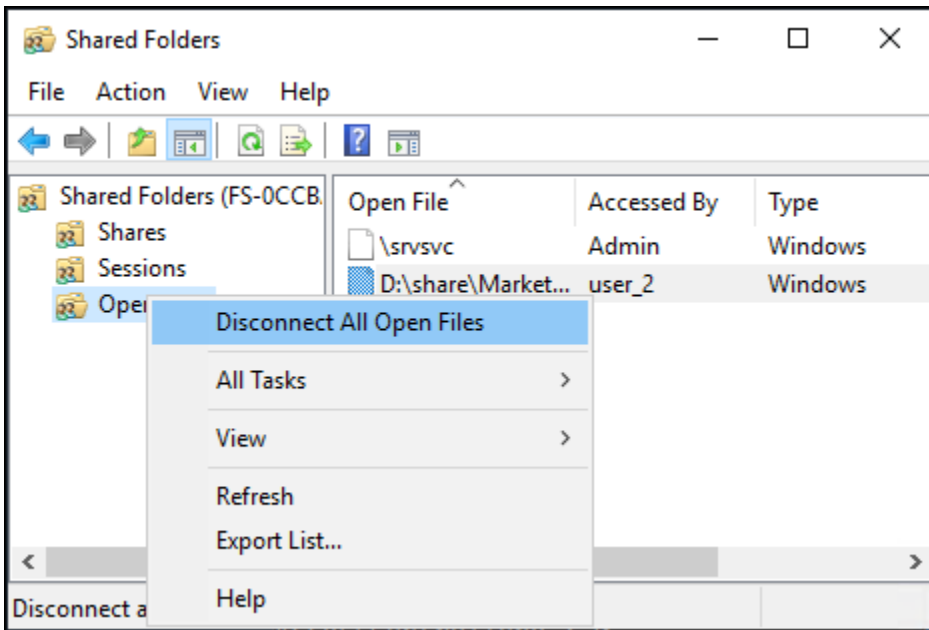 Shared Folders
File Action View Help
Shared Folders (FS-0CCB
Shares
Sessions
Ope
Open File Accessed By Type
\srvsvc Admin Windows
D:\share\Market... user_2 Windows
Disconnect All Open Files
All Tasks
View
Refresh
Export List...
Help
Disconnect a